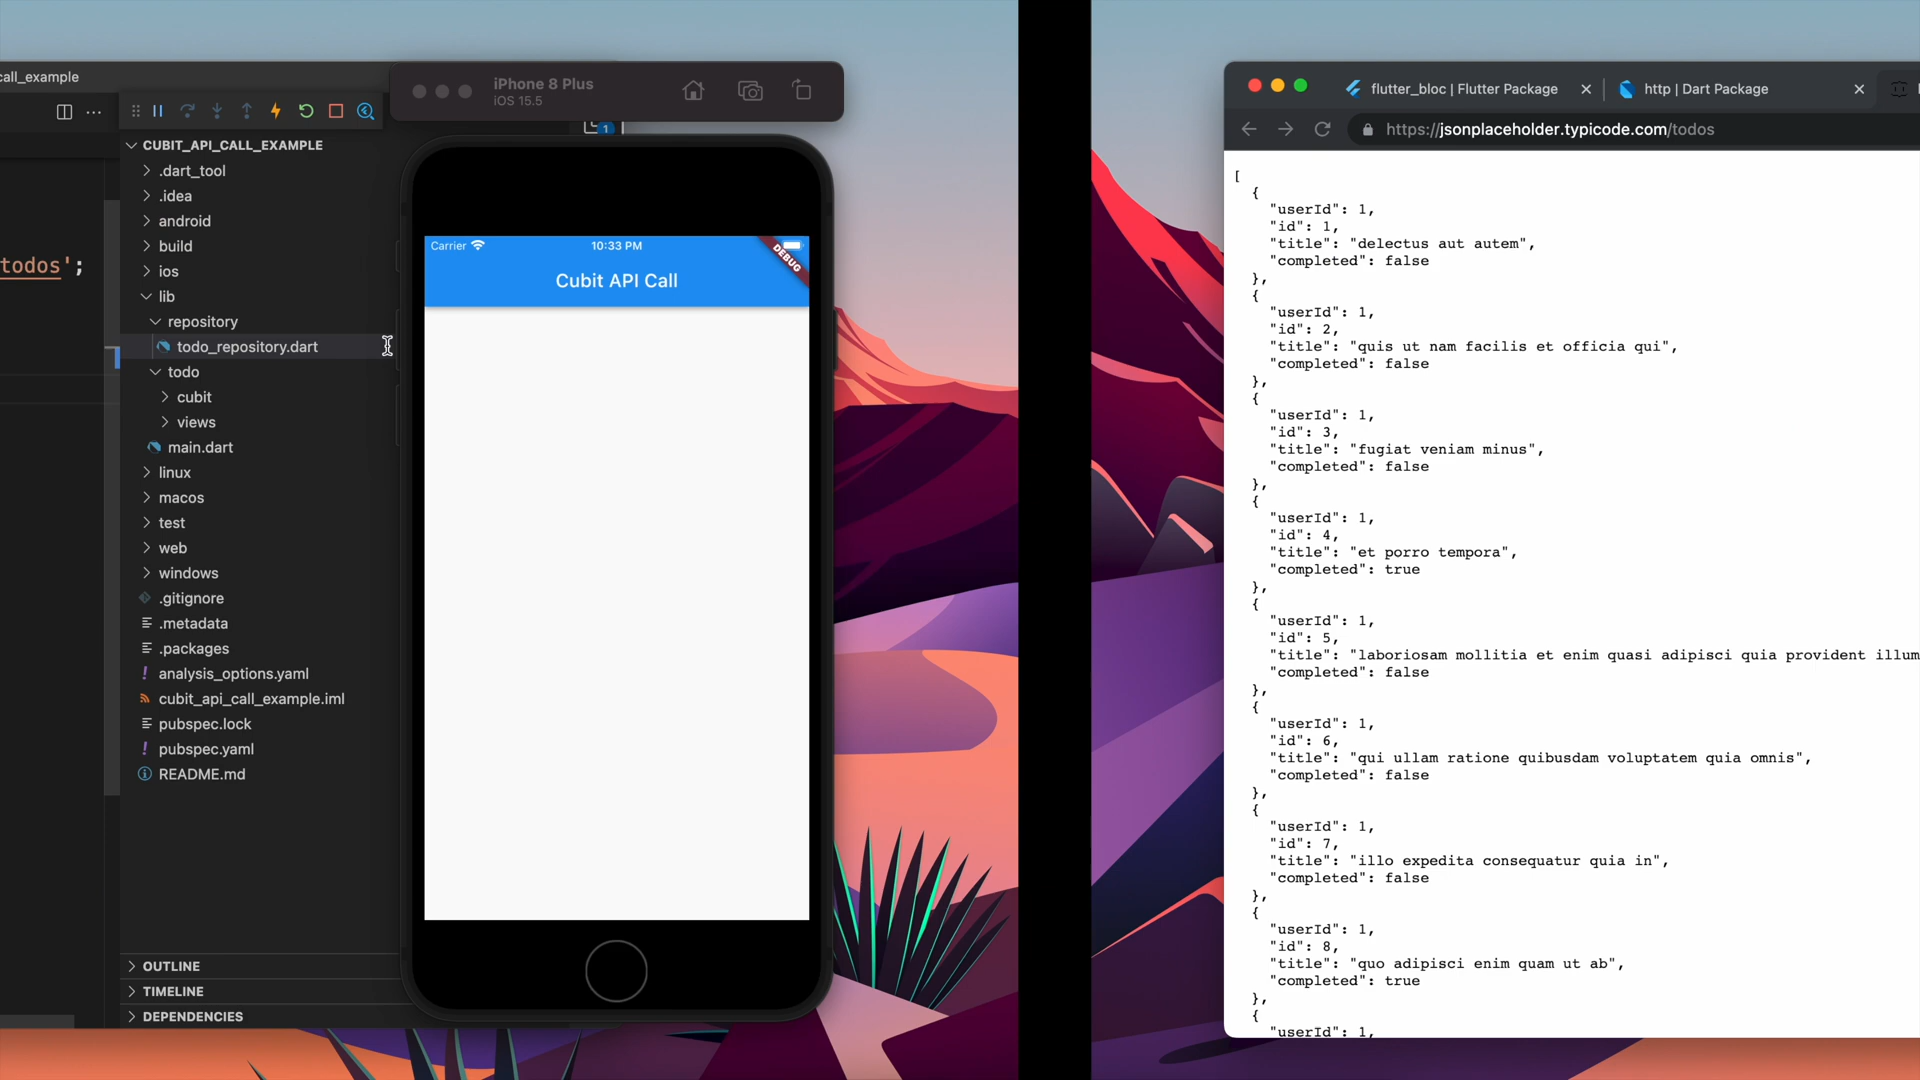 call_example
todos';
CUBIT_API_CALL_EXAMPLE
.dart_tool
.idea
android
build
ios
lib
repository
todo_repository.dart
todo
cubit
views
main.dart
linux
macos
test
web
windows
.gitignore
.metadata
.packages
analysis_options.yaml
cubit_api_call_example.iml
pubspec.lock
pubspec.yaml
README.md
OUTLINE
TIMELINE
DEPENDENCIES
iPhone 8 Plus
iOS 15.5
1
Carrier
10:33 PM
DEBUG
Cubit API Call
flutter_bloc | Flutter Package
http | Dart Package
https://jsonplaceholder.typicode.com/todos
[
{
"userId": 1,
"id": 1,
"title": "delectus aut autem",
"completed": false
},
{
"userId": 1,
"id": 2,
"title": "quis ut nam facilis et officia qui",
"completed": false
},
{
"userId": 1,
"id": 3,
"title": "fugiat veniam minus",
"completed": false
},
{
"userId": 1,
"id": 4,
"title": "et porro tempora",
"completed": true
},
{
"userId": 1,
"id": 5,
"title": "laboriosam mollitia et enim quasi adipisci quia provident illum
"completed": false
},
{
"userId": 1,
"id": 6,
"title": "qui ullam ratione quibusdam voluptatem quia omnis",
"completed": false
},
{
"userId": 1,
"id": 7,
"title": "illo expedita consequatur quia in",
"completed": false
},
{
"userId": 1,
"id": 8,
"title": "quo adipisci enim quam ut ab",
"completed": true
},
{
"userId": 1,